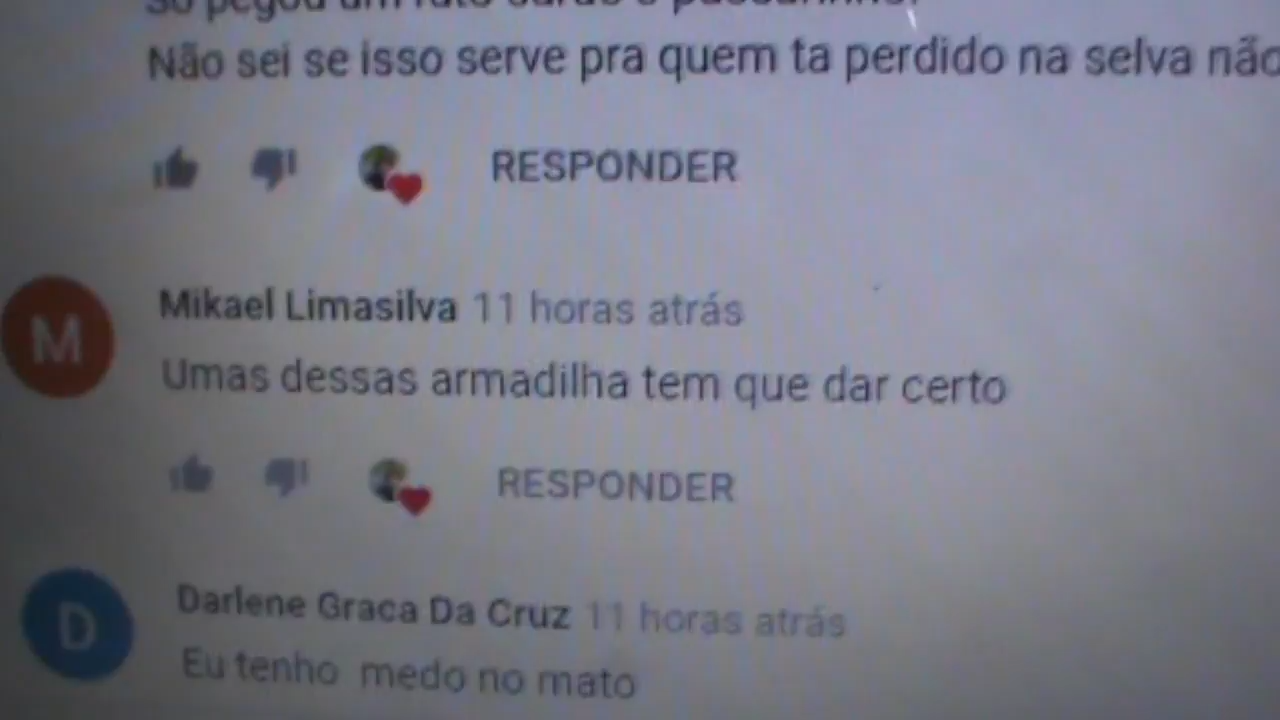 Não sei se isso serve pra quem ta perdido na selva não
RESPONDER
M
Mikael Limasilva 11 horas atrás
Umas dessas armadilha tem que dar certo
RESPONDER
D
Darlene Graca Da Cruz 11 horas atrás
Eu tenho medo no mato